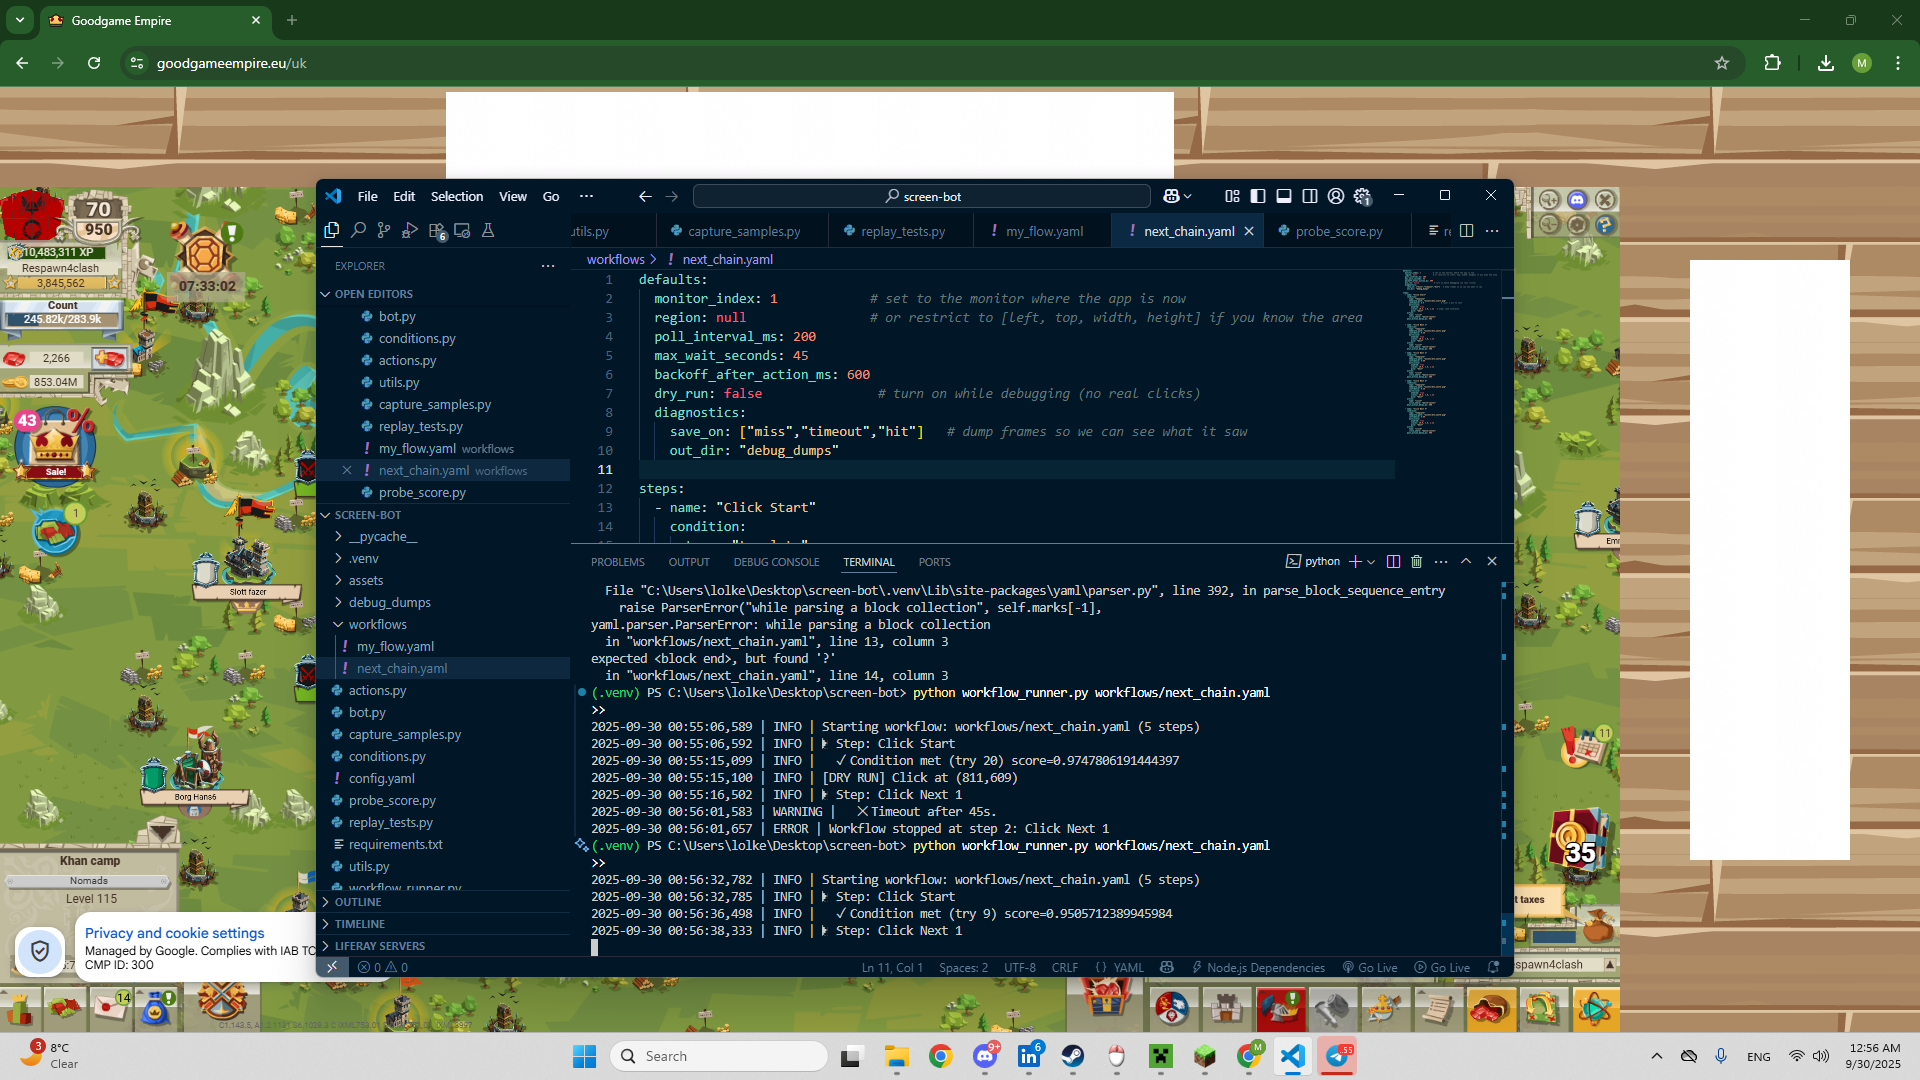 Goodgame Empire
goodgameempire.eu/uk
M
70
950
10,483,311 XP
Respawn4clash
3,845,562
Count
245.82k/283.9k
2,266
853.04M
07:33:02
43
%
Sale!
1
Slott fazer
Borg Hans6
Khan camp
Nomads
Level 115
Privacy and cookie settings
Managed by Google. Complies with IAB TC
CMP ID: 300
14
File Edit Selection View Go
screen-bot
1
6
utils.py
capture_samples.py
replay_tests.py
! my_flow.yaml
! next_chain.yaml
probe_score.py
re
EXPLORER
OPEN EDITORS
bot.py
conditions.py
actions.py
utils.py
capture_samples.py
replay_tests.py
! my_flow.yaml workflows
! next_chain.yaml workflows
probe_score.py
SCREEN-BOT
__pycache__
.venv
assets
debug_dumps
workflows
! my_flow.yaml
! next_chain.yaml
actions.py
bot.py
capture_samples.py
conditions.py
! config.yaml
probe_score.py
replay_tests.py
requirements.txt
utils.py
workflow_runner.py
OUTLINE
TIMELINE
LIFERAY SERVERS
workflows > ! next_chain.yaml
1 defaults:
2 monitor_index: 1 # set to the monitor where the app is now
3 region: null # or restrict to [left, top, width, height] if you know the area
4 poll_interval_ms: 200
5 max_wait_seconds: 45
6 backoff_after_action_ms: 600
7 dry_run: false # turn on while debugging (no real clicks)
8 diagnostics:
9 save_on: ["miss","timeout","hit"] # dump frames so we can see what it saw
10 out_dir: "debug_dumps"
11
12 steps:
13 - name: "Click Start"
14 condition:
PROBLEMS OUTPUT DEBUG CONSOLE TERMINAL PORTS
python
File "C:\Users\lolke\Desktop\screen-bot\.venv\Lib\site-packages\yaml\parser.py", line 392, in parse_block_sequence_entry
raise ParserError("while parsing a block collection", self.marks[-1],
yaml.parser.ParserError: while parsing a block collection
in "workflows/next_chain.yaml", line 13, column 3
expected <block end>, but found '?'
in "workflows/next_chain.yaml", line 14, column 3
(.venv) PS C:\Users\lolke\Desktop\screen-bot> python workflow_runner.py workflows/next_chain.yaml
>>
2025-09-30 00:55:06,589 | INFO | Starting workflow: workflows/next_chain.yaml (5 steps)
2025-09-30 00:55:06,592 | INFO | Step: Click Start
2025-09-30 00:55:15,099 | INFO | ✓ Condition met (try 20) score=0.9747806191444397
2025-09-30 00:55:15,100 | INFO | [DRY RUN] Click at (811,609)
2025-09-30 00:55:16,502 | INFO | Step: Click Next 1
2025-09-30 00:56:01,583 | WARNING | ✕ Timeout after 45s.
2025-09-30 00:56:01,657 | ERROR | Workflow stopped at step 2: Click Next 1
(.venv) PS C:\Users\lolke\Desktop\screen-bot> python workflow_runner.py workflows/next_chain.yaml
>>
2025-09-30 00:56:32,782 | INFO | Starting workflow: workflows/next_chain.yaml (5 steps)
2025-09-30 00:56:32,785 | INFO | Step: Click Start
2025-09-30 00:56:36,498 | INFO | ✓ Condition met (try 9) score=0.9505712389945984
2025-09-30 00:56:38,333 | INFO | Step: Click Next 1
0 0
Ln 11, Col 1 Spaces: 2 UTF-8 CRLF {} YAML Node.js Dependencies Go Live Go Live
11
35
t taxes
spawn4clash
3
8°C
Clear
Search
9+
6
M
55
ENG
12:56 AM
9/30/2025